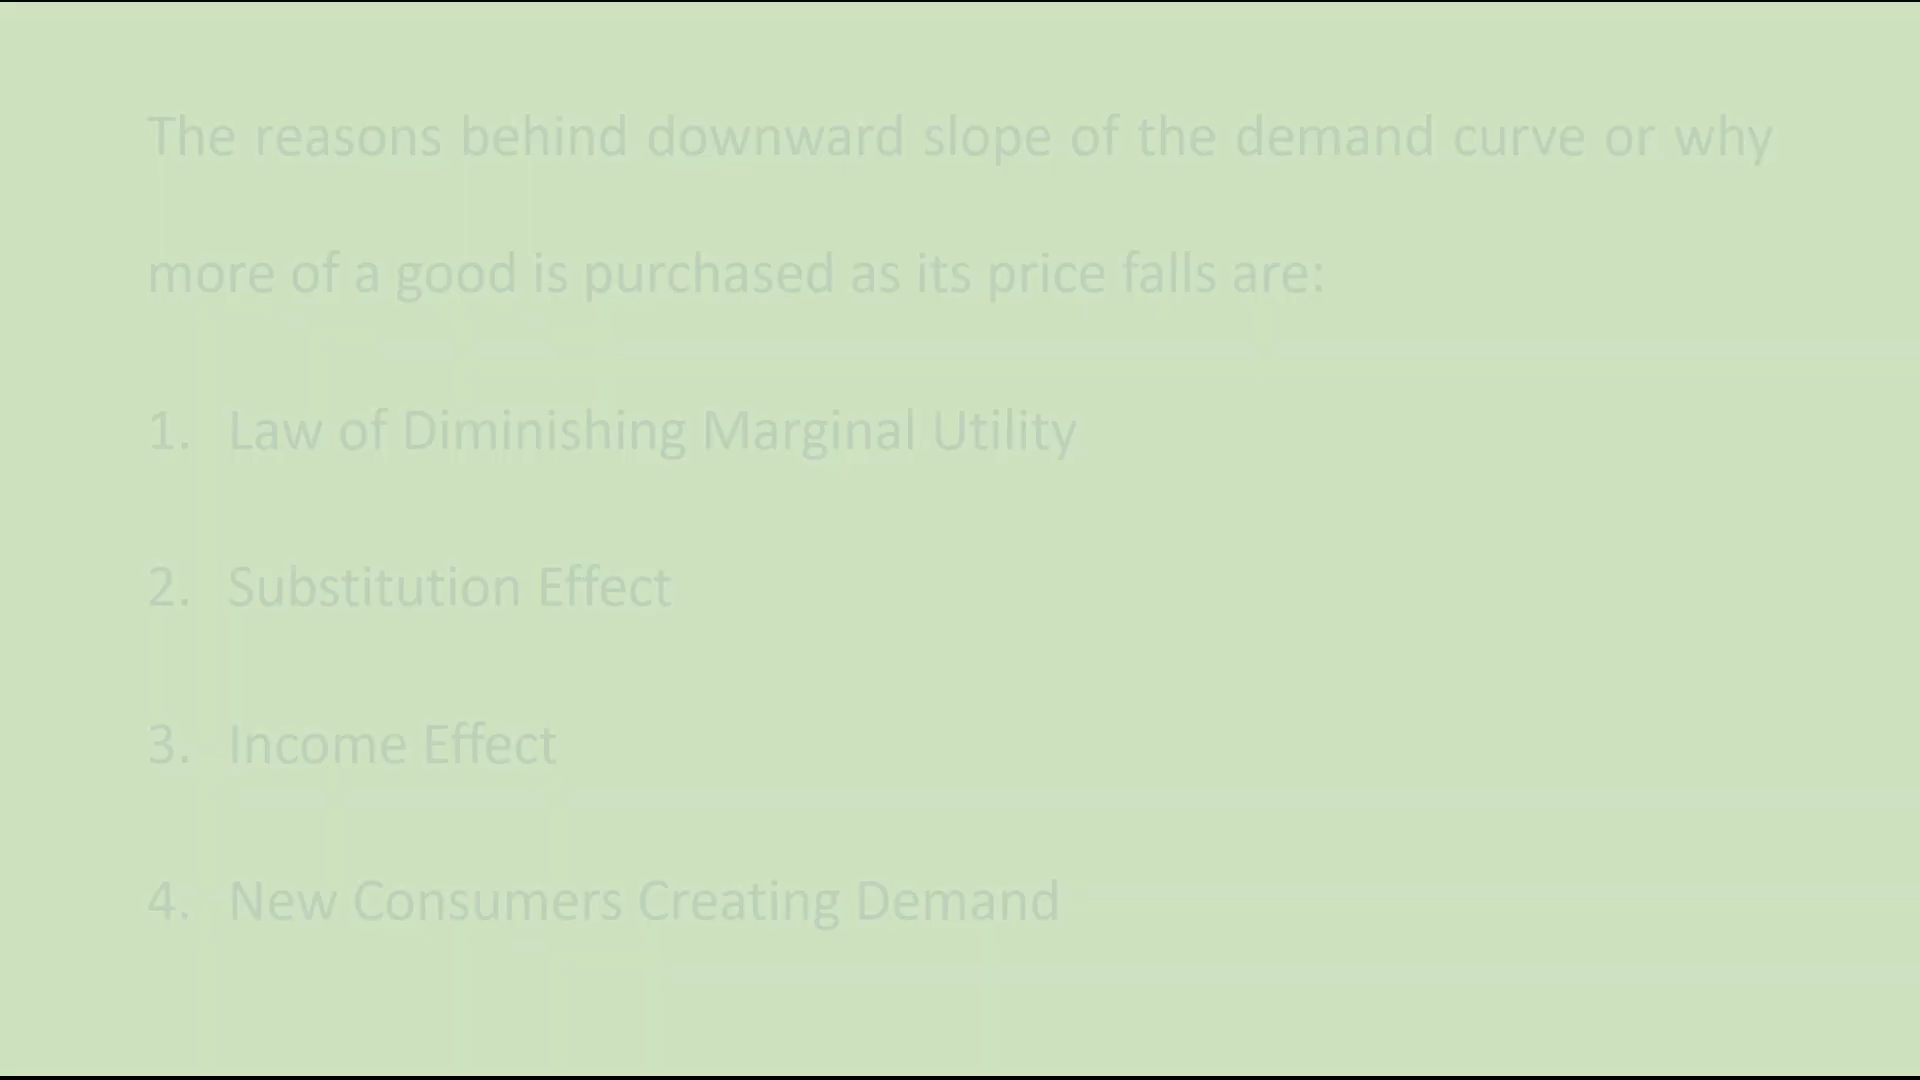 The reasons behind downward slope of the demand curve or why
more of a good is purchased as its price falls are:
1. Law of Diminishing Marginal Utility
2. Substitution Effect
3. Income Effect
4. New Consumers Creating Demand